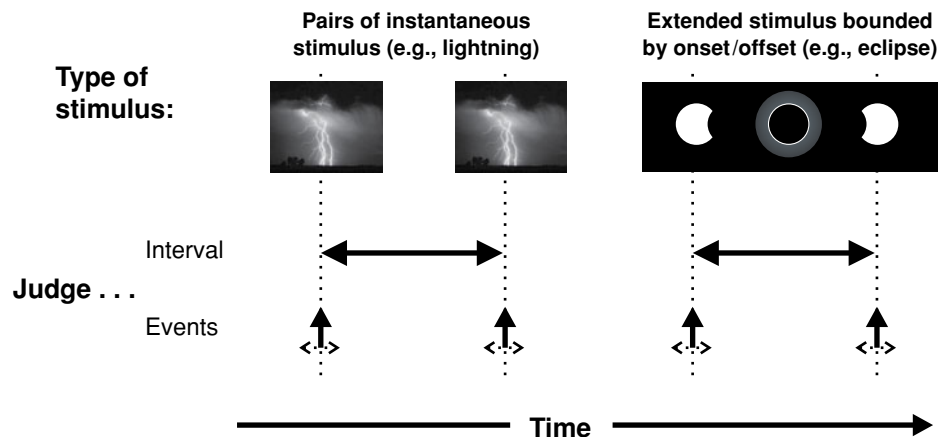 Pairs of instantaneous
stimulus (e.g., lightning)
Extended stimulus bounded
by onset/offset (e.g., eclipse)
Type of
stimulus:
Interval
Judge . . .
Events
Time